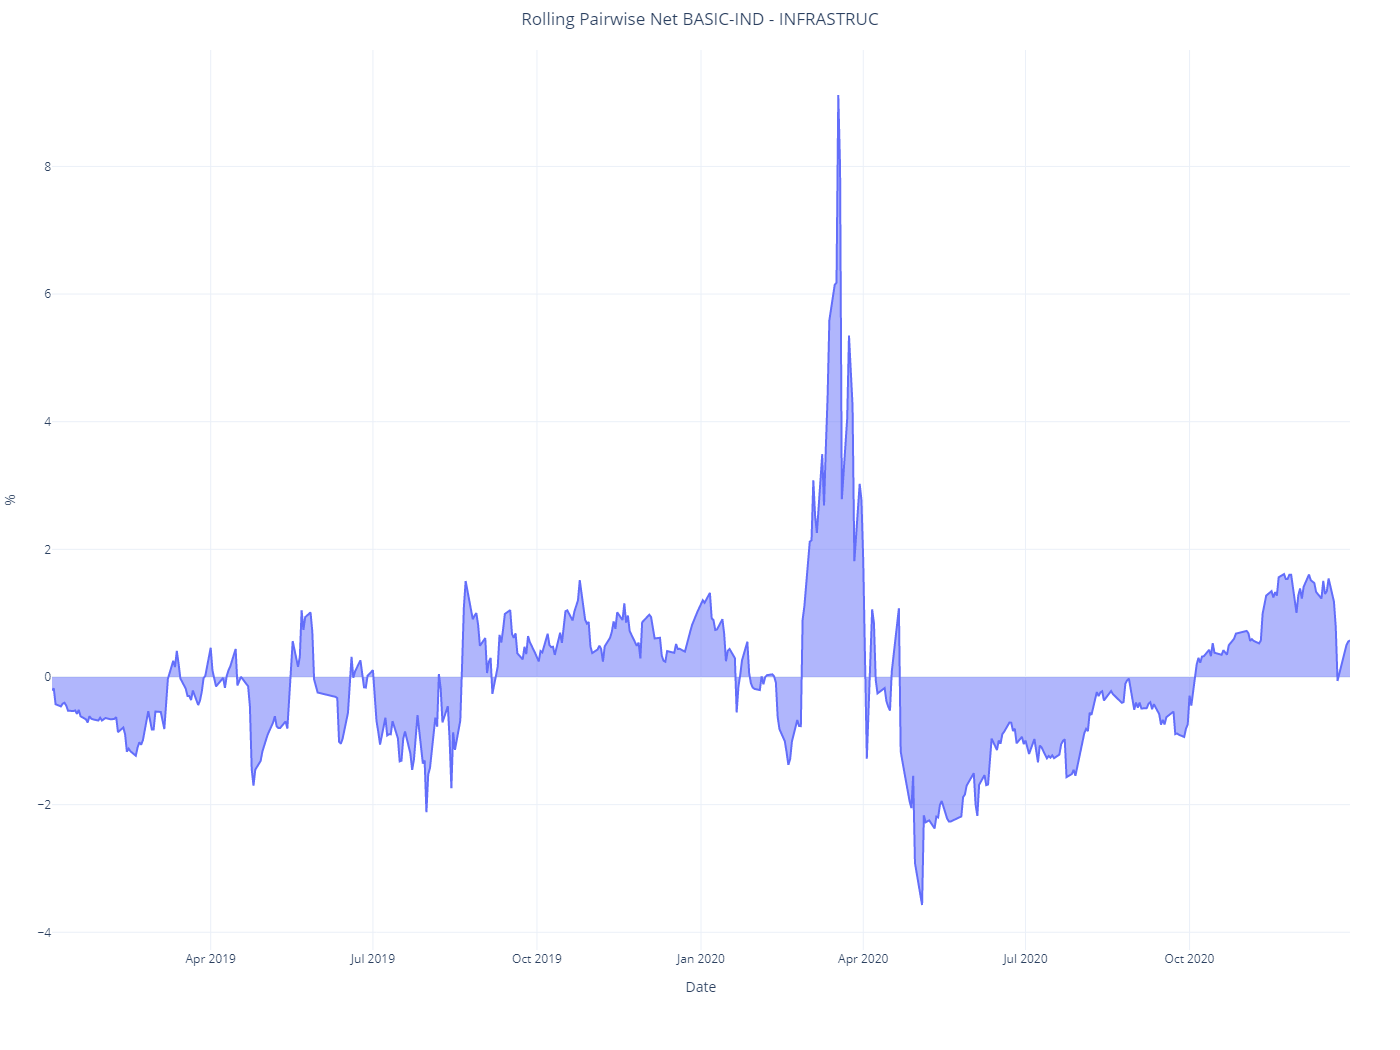 Rolling Pairwise Net BASIC-IND - INFRASTRUC
8
6
4
2
0
−2
−4
%
Apr 2019
Jul 2019
Oct 2019
Jan 2020
Apr 2020
Jul 2020
Oct 2020
Date